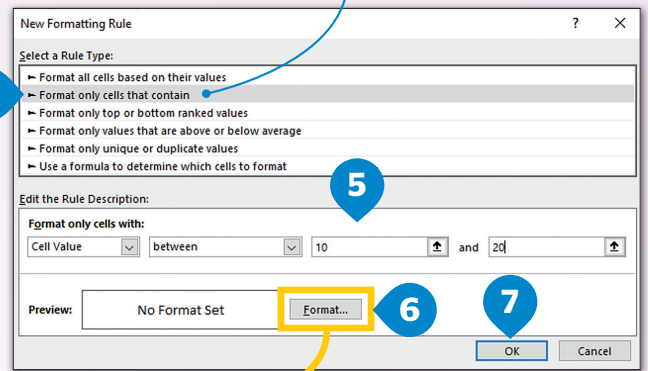 New Formatting Rule ? ×
Select a Rule Type:
► Format all cells based on their values
► Format only cells that contain
► Format only top or bottom ranked values
► Format only values that are above or below average
► Format only unique or duplicate values
► Use a formula to determine which cells to format
5
Edit the Rule Description:
Format only cells with:
Cell Value between 10 and 20
Preview: No Format Set Format... 6
7
OK Cancel